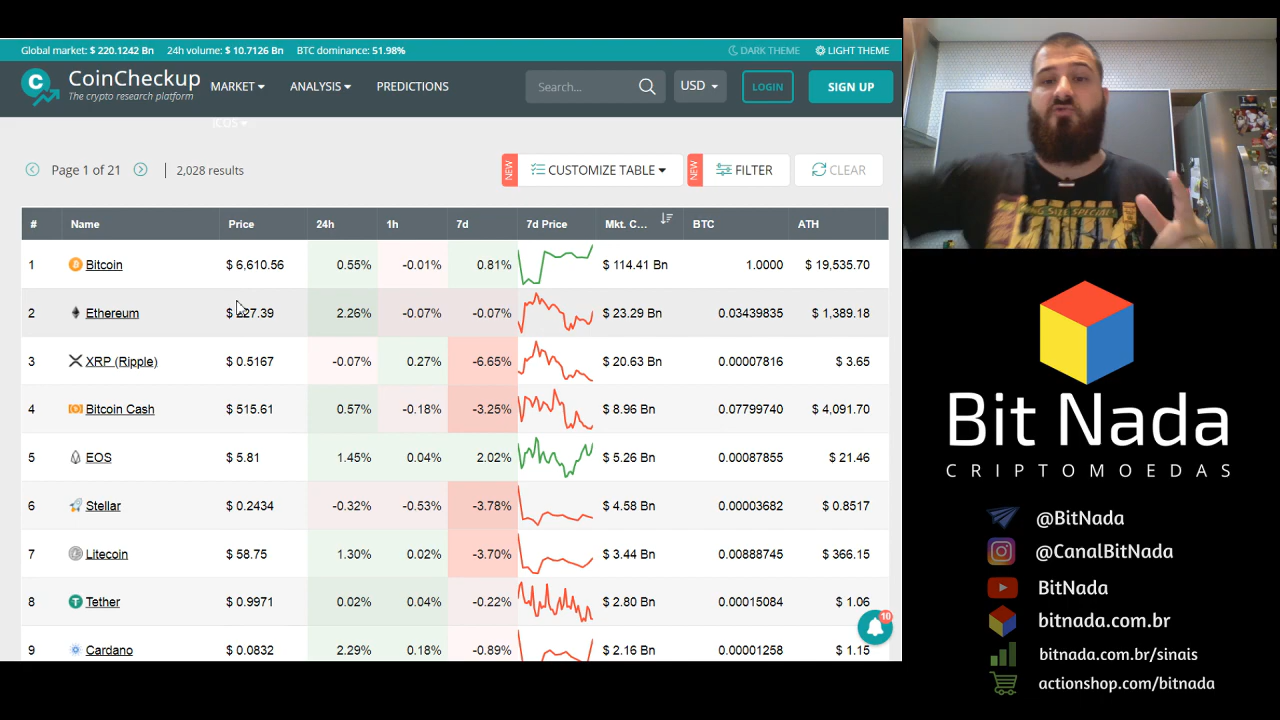 Global market: $ 220.1242 Bn 24h volume: $ 10.7126 Bn BTC dominance: 51.98% DARK THEME LIGHT THEME
CoinCheckup
The crypto research platform
MARKET ANALYSIS PREDICTIONS Search... USD LOGIN SIGN UP
ICOS
Page 1 of 21 2,028 results NEW CUSTOMIZE TABLE NEW FILTER CLEAR
# Name Price 24h 1h 7d 7d Price Mkt. C... BTC ATH
1 Bitcoin $ 6,610.56 0.55% -0.01% 0.81% $ 114.41 Bn 1.0000 $ 19,535.70
2 Ethereum $ 27.39 2.26% -0.07% -0.07% $ 23.29 Bn 0.03439835 $ 1,389.18
3 XRP (Ripple) $ 0.5167 -0.07% 0.27% -6.65% $ 20.63 Bn 0.00007816 $ 3.65
4 Bitcoin Cash $ 515.61 0.57% -0.18% -3.25% $ 8.96 Bn 0.07799740 $ 4,091.70
5 EOS $ 5.81 1.45% 0.04% 2.02% $ 5.26 Bn 0.00087855 $ 21.46
6 Stellar $ 0.2434 -0.32% -0.53% -3.78% $ 4.58 Bn 0.00003682 $ 0.8517
7 Litecoin $ 58.75 1.30% 0.02% -3.70% $ 3.44 Bn 0.00888745 $ 366.15
8 Tether $ 0.9971 0.02% 0.04% -0.22% $ 2.80 Bn 0.00015084 $ 1.06
10
9 Cardano $ 0.0832 2.29% 0.18% -0.89% $ 2.16 Bn 0.00001258 $ 1.15
Bit Nada
CRIPTOMOEDAS
@BitNada
@CanalBitNada
BitNada
bitnada.com.br
bitnada.com.br/sinais
actionshop.com/bitnada